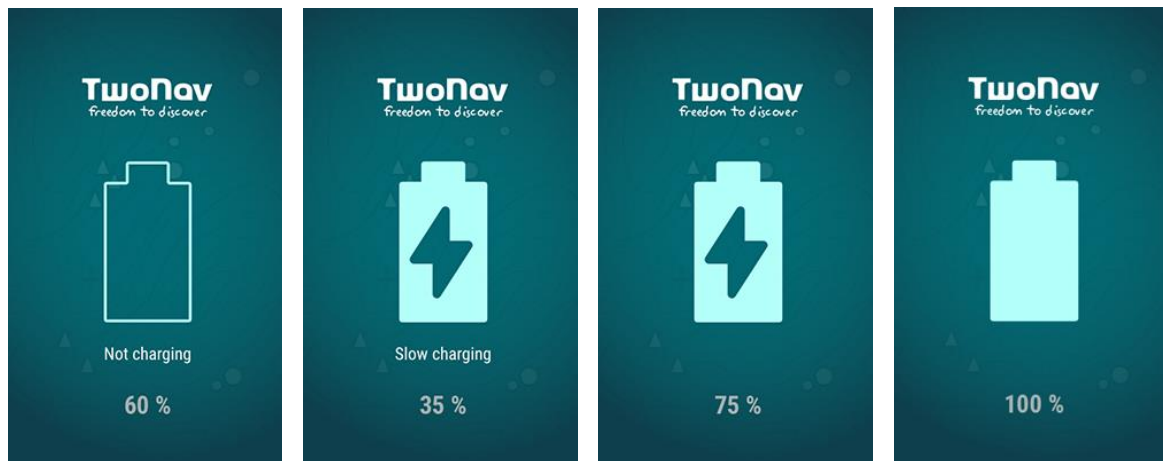 TwoNav
freedom to discover
Not charging
60 %
TwoNav
freedom to discover
Slow charging
35 %
TwoNav
freedom to discover
75 %
TwoNav
freedom to discover
100 %